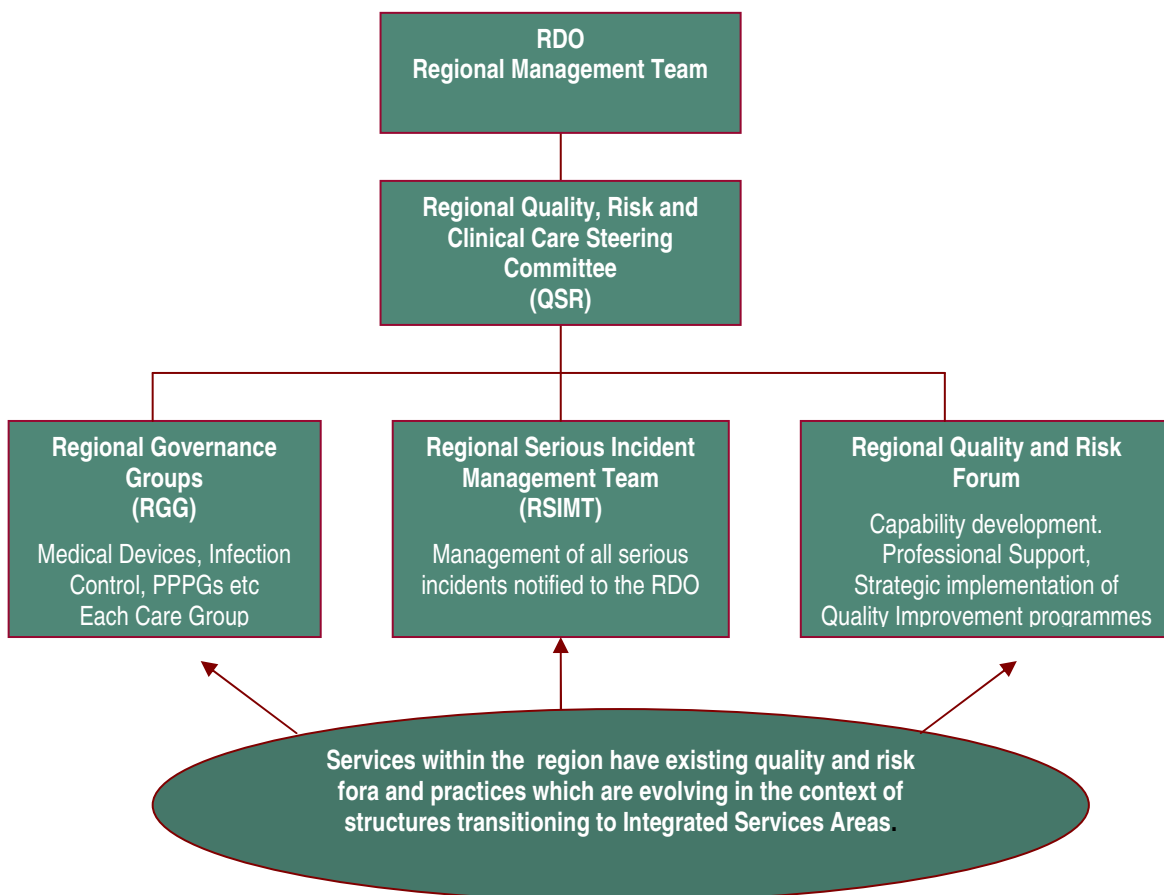 RDO
Regional Management Team
Regional Quality, Risk and
Clinical Care Steering
Committee
(QSR)
Regional Governance
Groups
(RGG)
Medical Devices, Infection
Control, PPPGs etc
Each Care Group
Regional Serious Incident
Management Team
(RSIMT)
Management of all serious
incidents notified to the RDO
Regional Quality and Risk
Forum
Capability development.
Professional Support,
Strategic implementation of
Quality Improvement programmes
Services within the region have existing quality and risk
fora and practices which are evolving in the context of
structures transitioning to Integrated Services Areas.